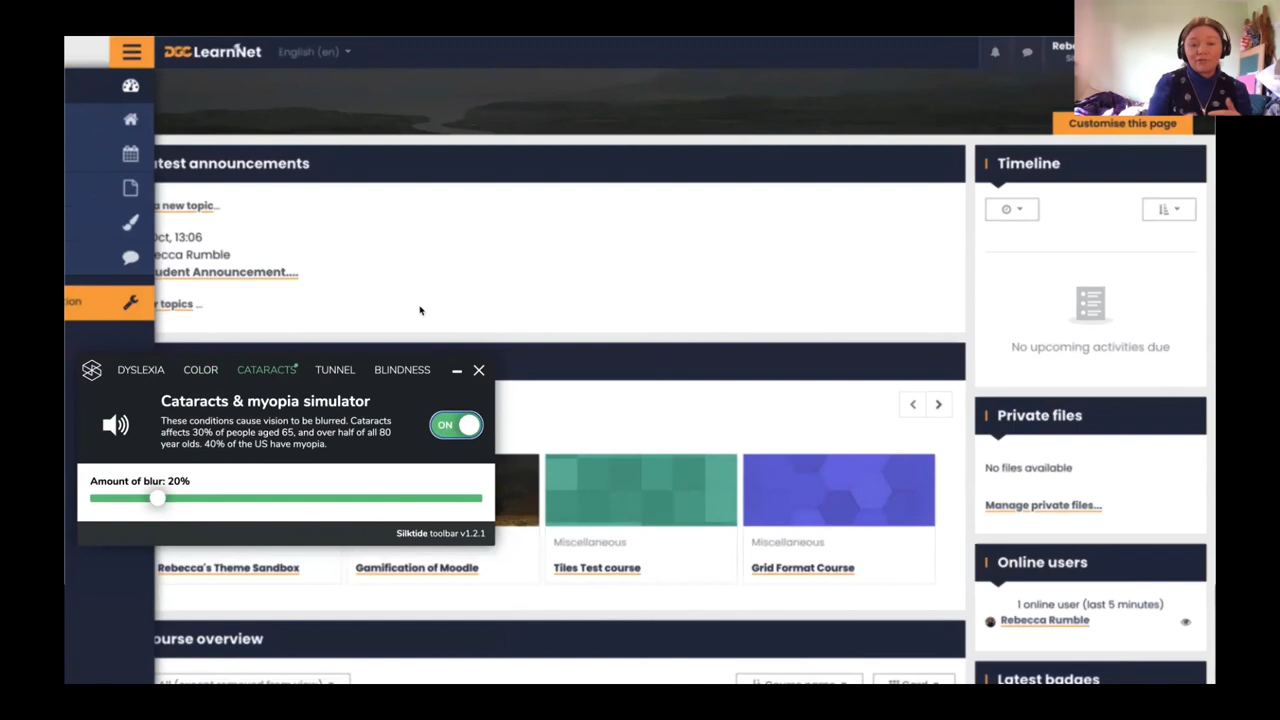 DGC LearnNet English (en)
Rebe
Customise this page
test announcements
a new topic...
Oct, 13:06
ecca Rumble
udent Announcement....
r topics ...
tion
Timeline
No upcoming activities due
DYSLEXIA COLOR CATARACTS TUNNEL BLINDNESS
Cataracts & myopia simulator
These conditions cause vision to be blurred. Cataracts
affects 30% of people aged 65, and over half of all 80
year olds. 40% of the US have myopia.
ON
Amount of blur: 20%
Silktide toolbar v1.2.1
Miscellaneous
Miscellaneous
Rebecca's Theme Sandbox
Gamification of Moodle
Tiles Test course
Grid Format Course
ourse overview
Private files
No files available
Manage private files...
Online users
1 online user (last 5 minutes)
Rebecca Rumble
Latest badges